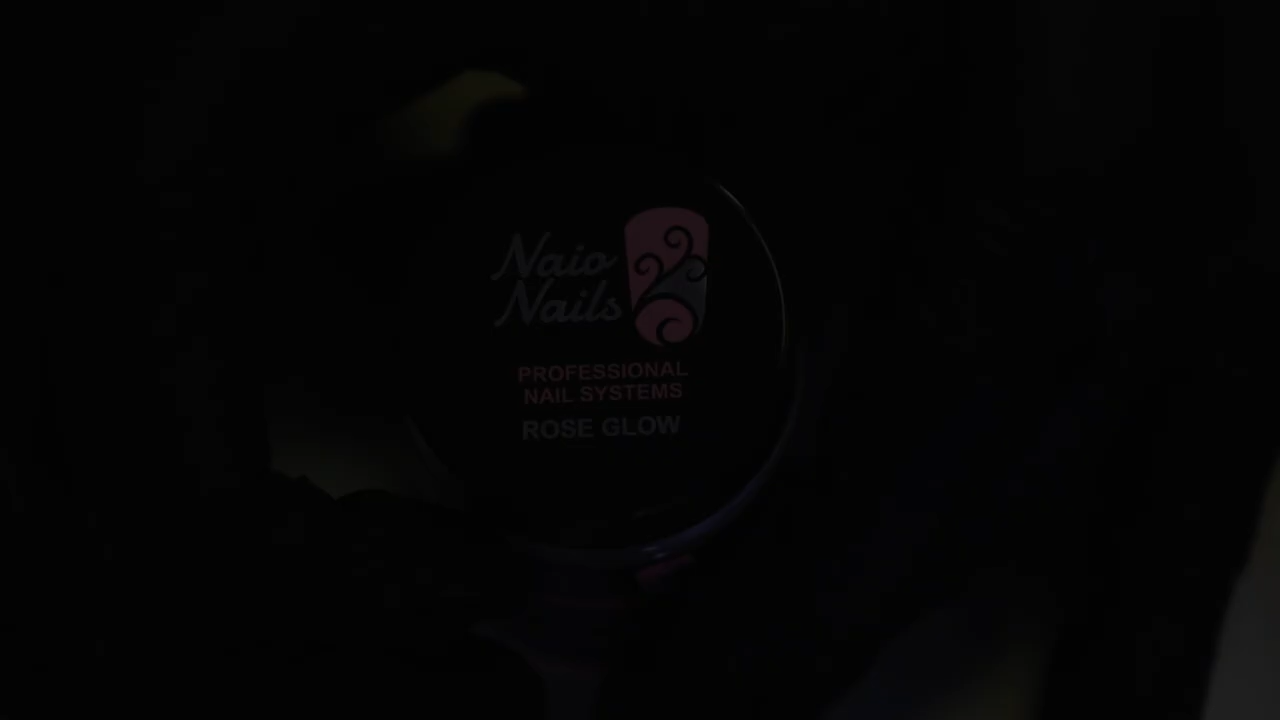 Naio
Nails
PROFESSIONAL
NAIL SYSTEMS
ROSE GLOW